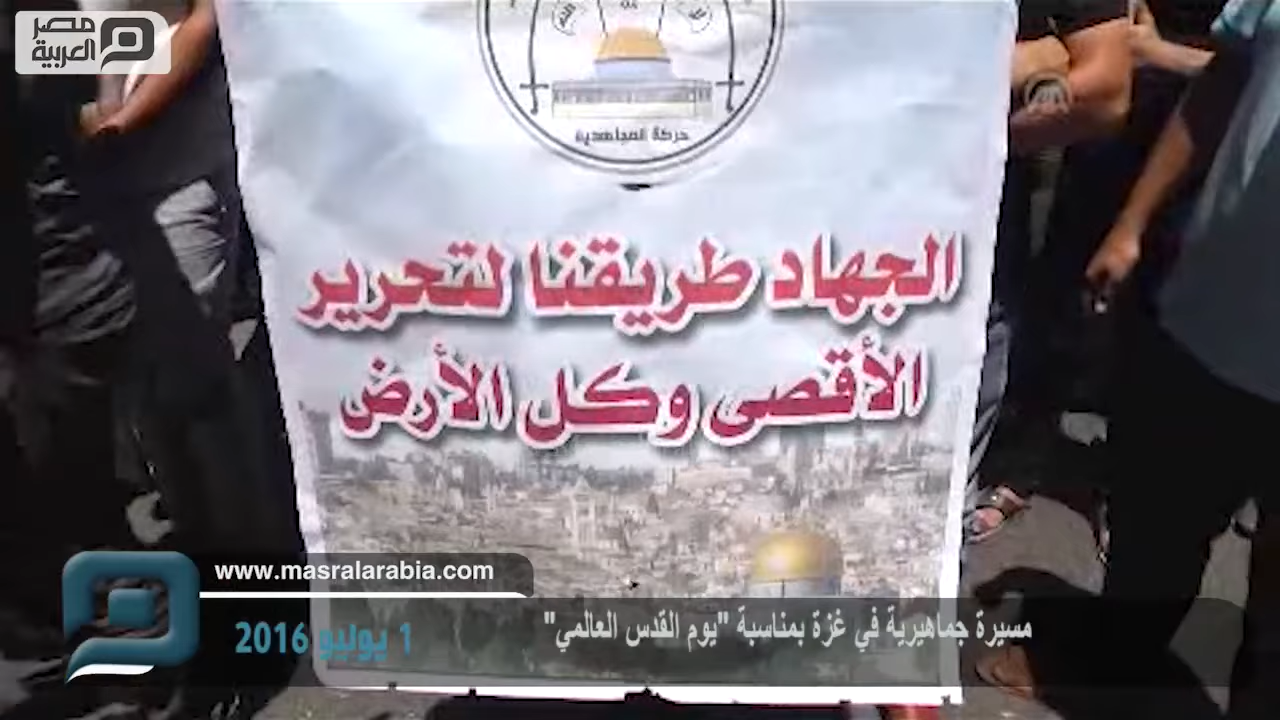 مصر
العربية
حركة المجاهدين
الجهاد طريقنا لتحرير
الأقصى وكل الأرض
www.masralarabia.com
مسيرة جماهيرية في غزة بمناسبة "يوم القدس العالمي"
1 يوليو 2016